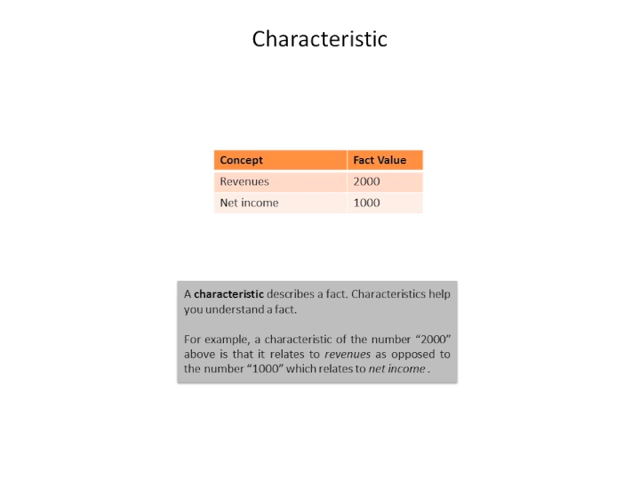 Characteristic
Concept Fact Value
Revenues 2000
Net income 1000
A characteristic describes a fact. Characteristics help
you understand a fact.
For example, a characteristic of the number “2000”
above is that it relates to revenues as opposed to
the number “1000” which relates to net income .